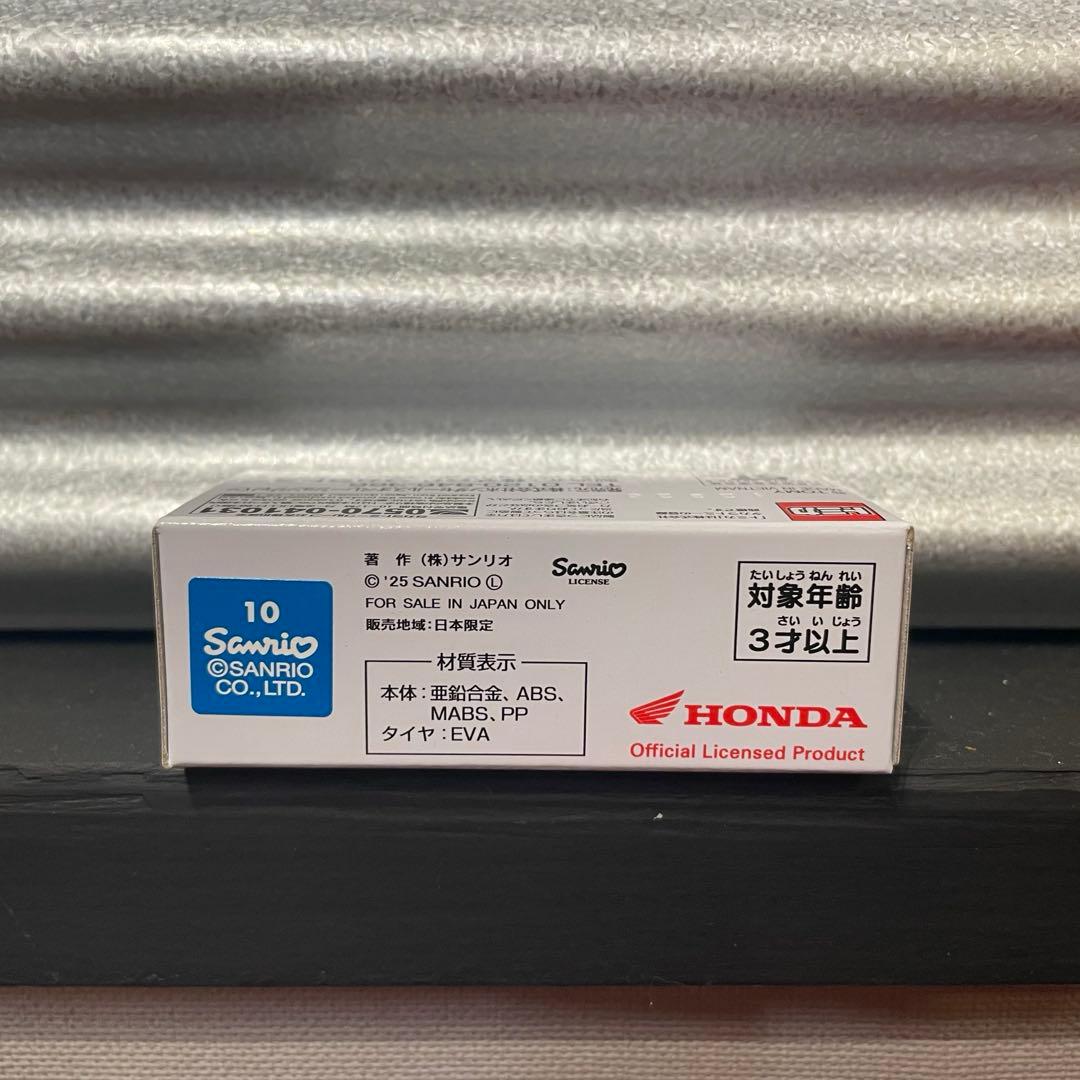 0570-041031
TOMY
10
Sanrio
©SANRIO
CO.,LTD.
著 作 (株)サンリオ
© '25 SANRIO Ⓛ
FOR SALE IN JAPAN ONLY
販売地域:日本限定
Sanrio
LICENSE
材質表示
本体:亜鉛合金、ABS、
MABS、PP
タイヤ:EVA
たいしょう ねん れい
対象年齢
さい い じょう
3才以上
HONDA
Official Licensed Product